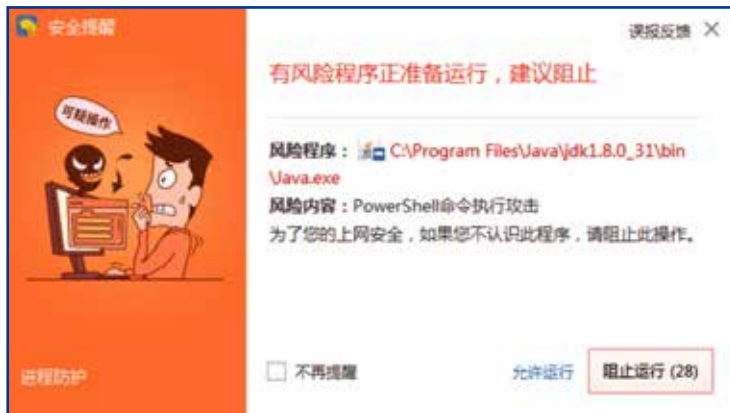 安全提醒
误报反馈
有风险程序正准备运行，建议阻止
可疑操作
风险程序： C:\Program Files\Java\jdk1.8.0_31\bin
\Java.exe
风险内容：PowerShell命令执行攻击
为了您的上网安全，如果您不认识此程序，请阻止此操作。
进程防护
不再提醒
允许运行
阻止运行 (28)